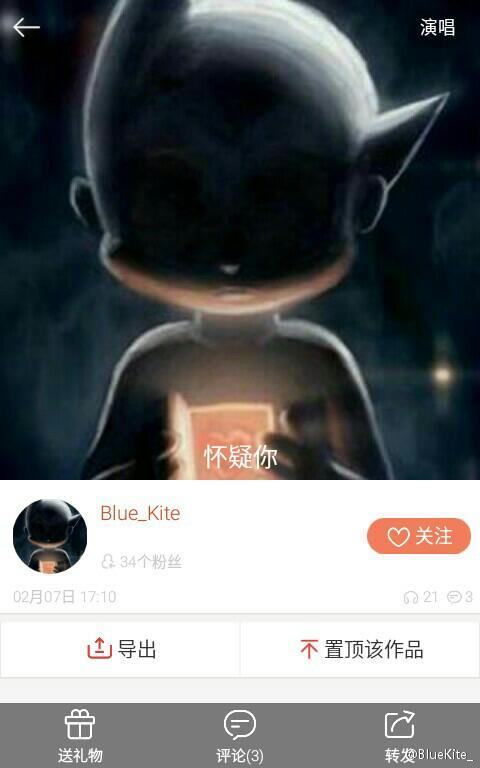 演唱
怀疑你
Blue_Kite
关注
34个粉丝
02月07日 17:10
21
3
导出
置顶该作品
送礼物
评论(3)
转发
@BlueKite_